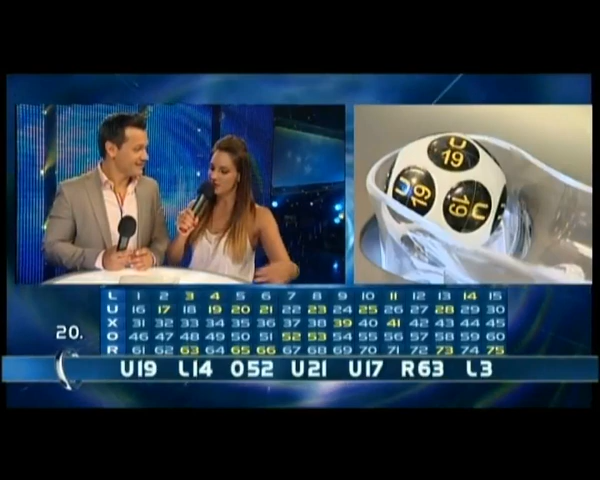 U 19
U 19
U 19
L 1 2 3 4 5 6 7 8 9 10 11 12 13 14 15
U 16 17 18 19 20 21 22 23 24 25 26 27 28 29 30
X 31 32 33 34 35 36 37 38 39 40 41 42 43 44 45
O 46 47 48 49 50 51 52 53 54 55 56 57 58 59 60
R 61 62 63 64 65 66 67 68 69 70 71 72 73 74 75
20.
U19 L14 O52 U21 U17 R63 L3